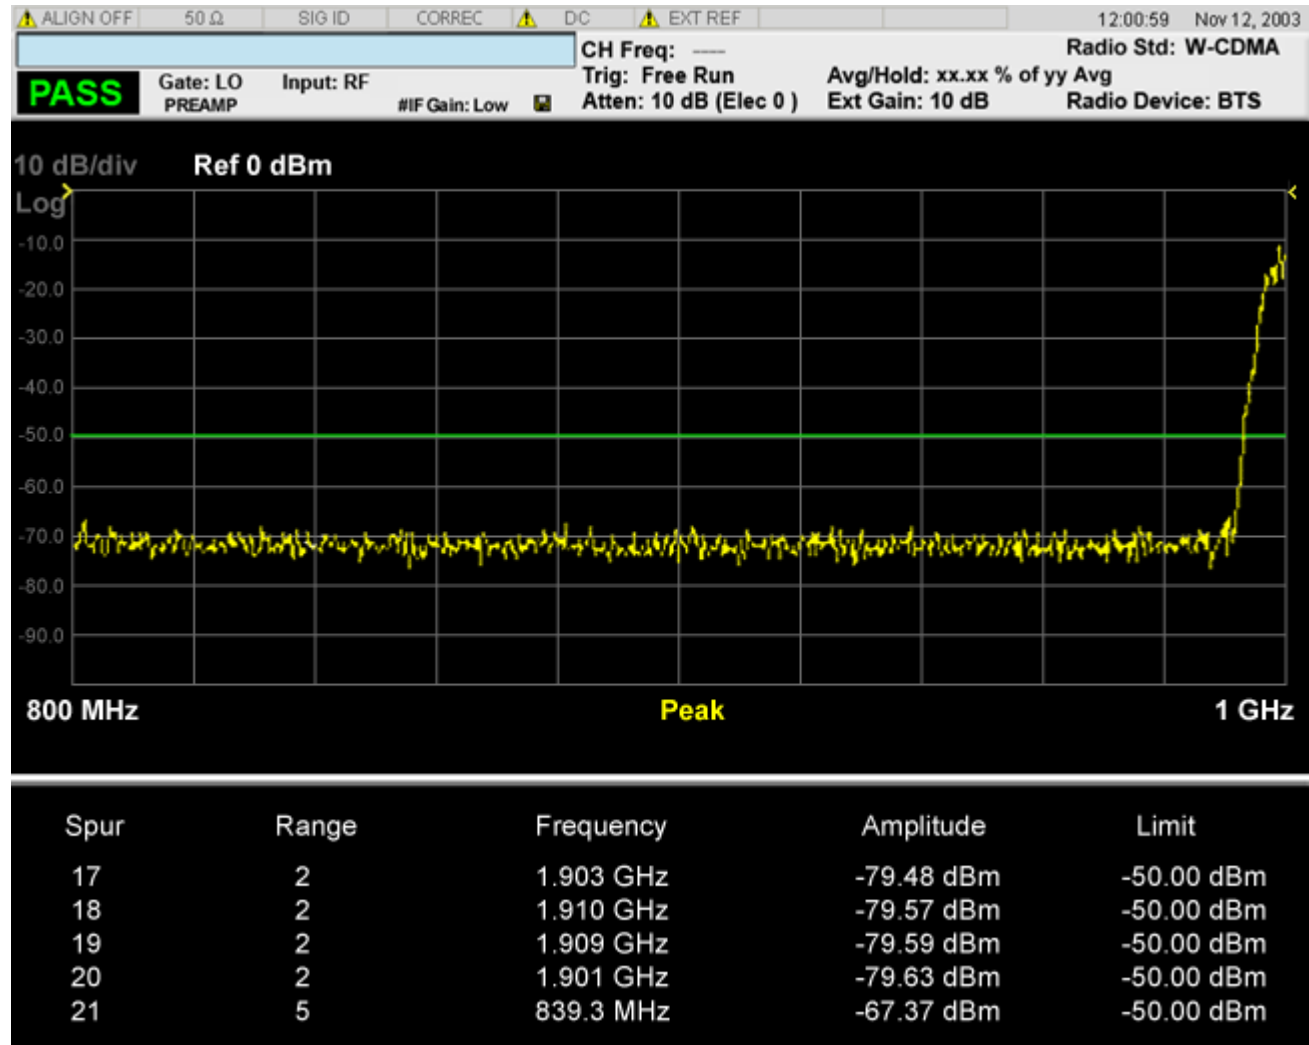 ALIGN OFF 50 Ω SIG ID CORREC DC EXT REF 12:00:59 Nov 12, 2003
CH Freq: ---- Radio Std: W-CDMA
PASS Gate: LO Input: RF Trig: Free Run Avg/Hold: xx.xx % of yy Avg
PREAMP #IF Gain: Low Atten: 10 dB (Elec 0 ) Ext Gain: 10 dB Radio Device: BTS
10 dB/div Ref 0 dBm
Log
-10.0
-20.0
-30.0
-40.0
-50.0
-60.0
-70.0
-80.0
-90.0
800 MHz Peak 1 GHz
Spur Range Frequency Amplitude Limit
17 2 1.903 GHz -79.48 dBm -50.00 dBm
18 2 1.910 GHz -79.57 dBm -50.00 dBm
19 2 1.909 GHz -79.59 dBm -50.00 dBm
20 2 1.901 GHz -79.63 dBm -50.00 dBm
21 5 839.3 MHz -67.37 dBm -50.00 dBm